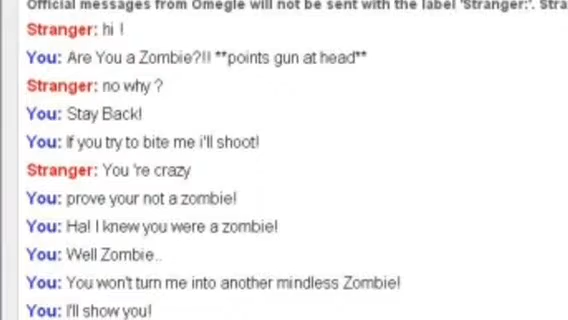 Official messages from Omegle will not be sent with the label 'Stranger:'. Stra
Stranger: hi !
You: Are You a Zombie?!! **points gun at head**
Stranger: no why ?
You: Stay Back!
You: If you try to bite me i'll shoot!
Stranger: You 're crazy
You: prove your not a zombie!
You: Ha! I knew you were a zombie!
You: Well Zombie..
You: You won't turn me into another mindless Zombie!
You: I'll show you!